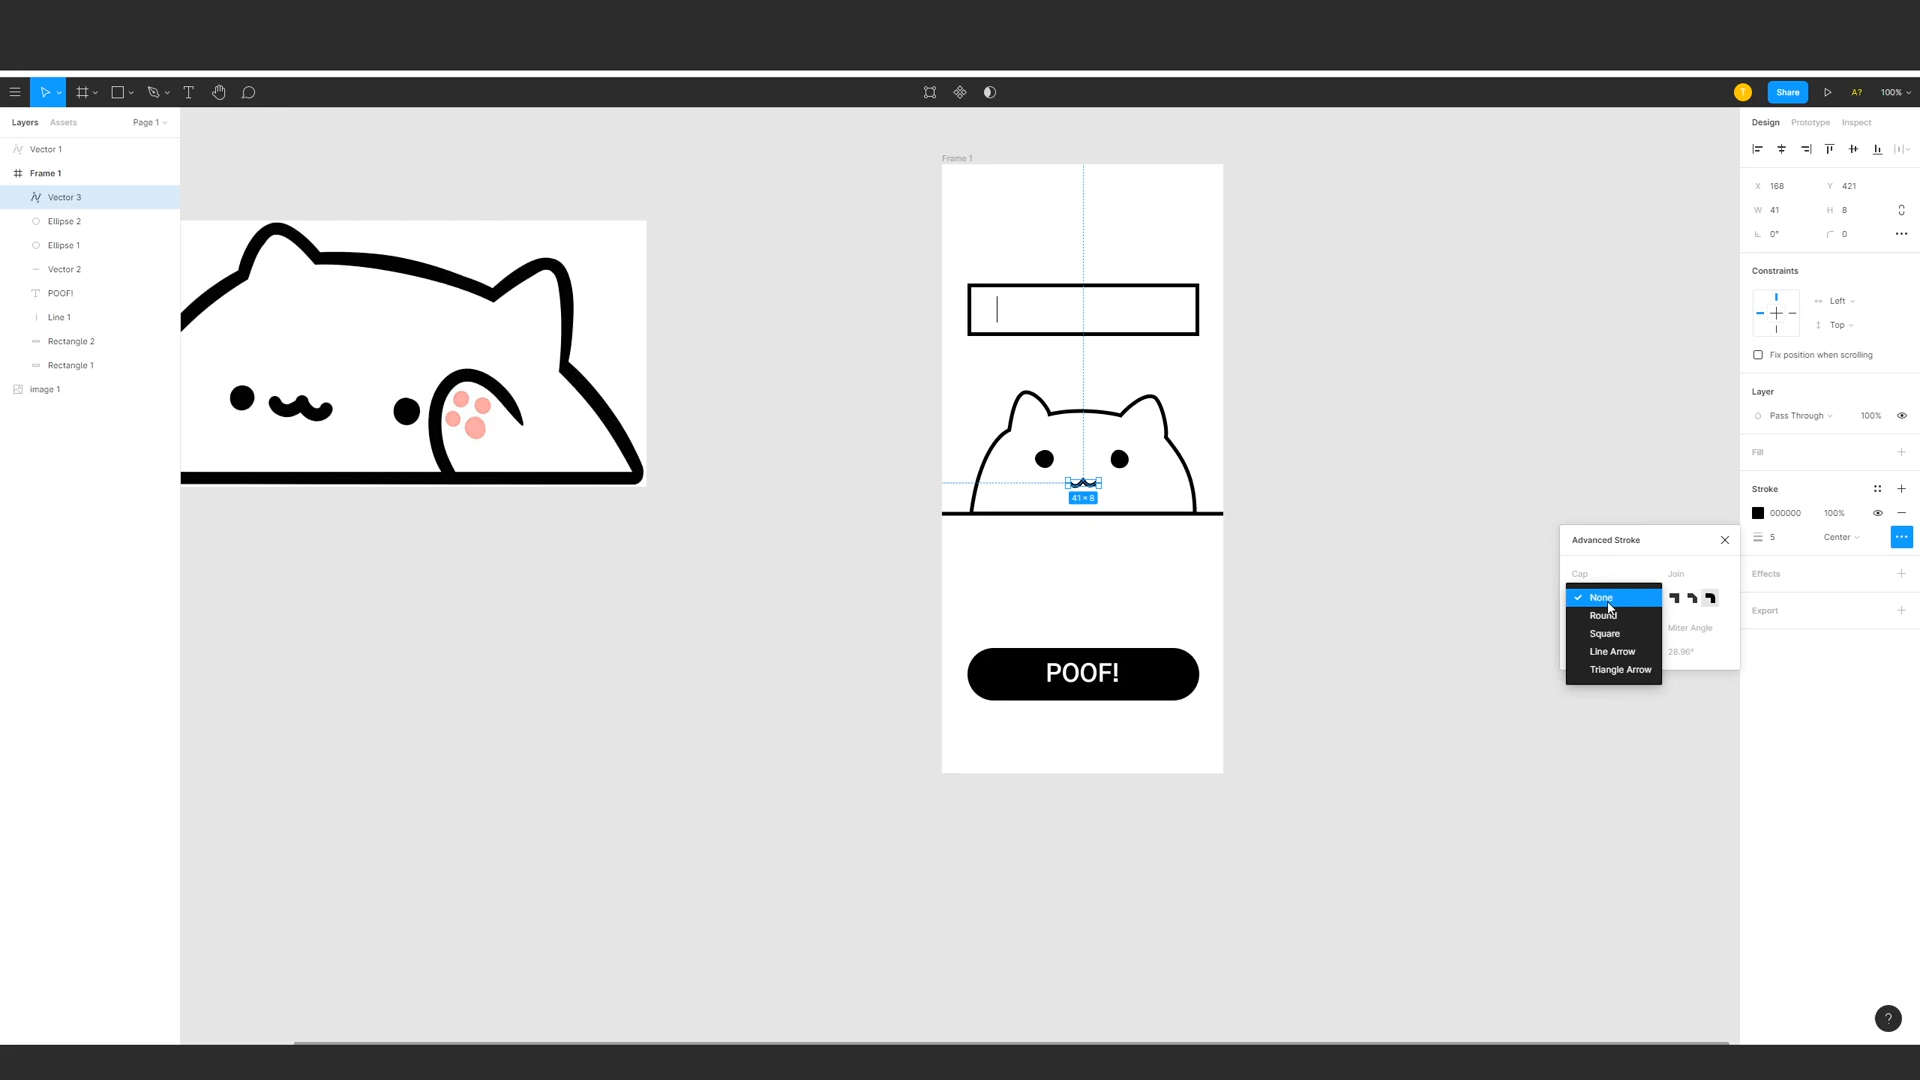 T
Share
A?
100%
Layers
Assets
Page 1
Design
Prototype
Inspect
Vector 1
Frame 1
Vector 3
Ellipse 2
Ellipse 1
Vector 2
POOF!
Line 1
Rectangle 2
Rectangle 1
image 1
Frame 1
41 × 8
POOF!
X 168
Y 421
W 41
H 8
0°
0
Constraints
Left
Top
Fix position when scrolling
Layer
Pass Through
100%
Fill
Stroke
000000
100%
5
Center
Effects
Export
Advanced Stroke
Cap
Join
None
Round
Square
Line Arrow
Triangle Arrow
Miter Angle
28.96°
?